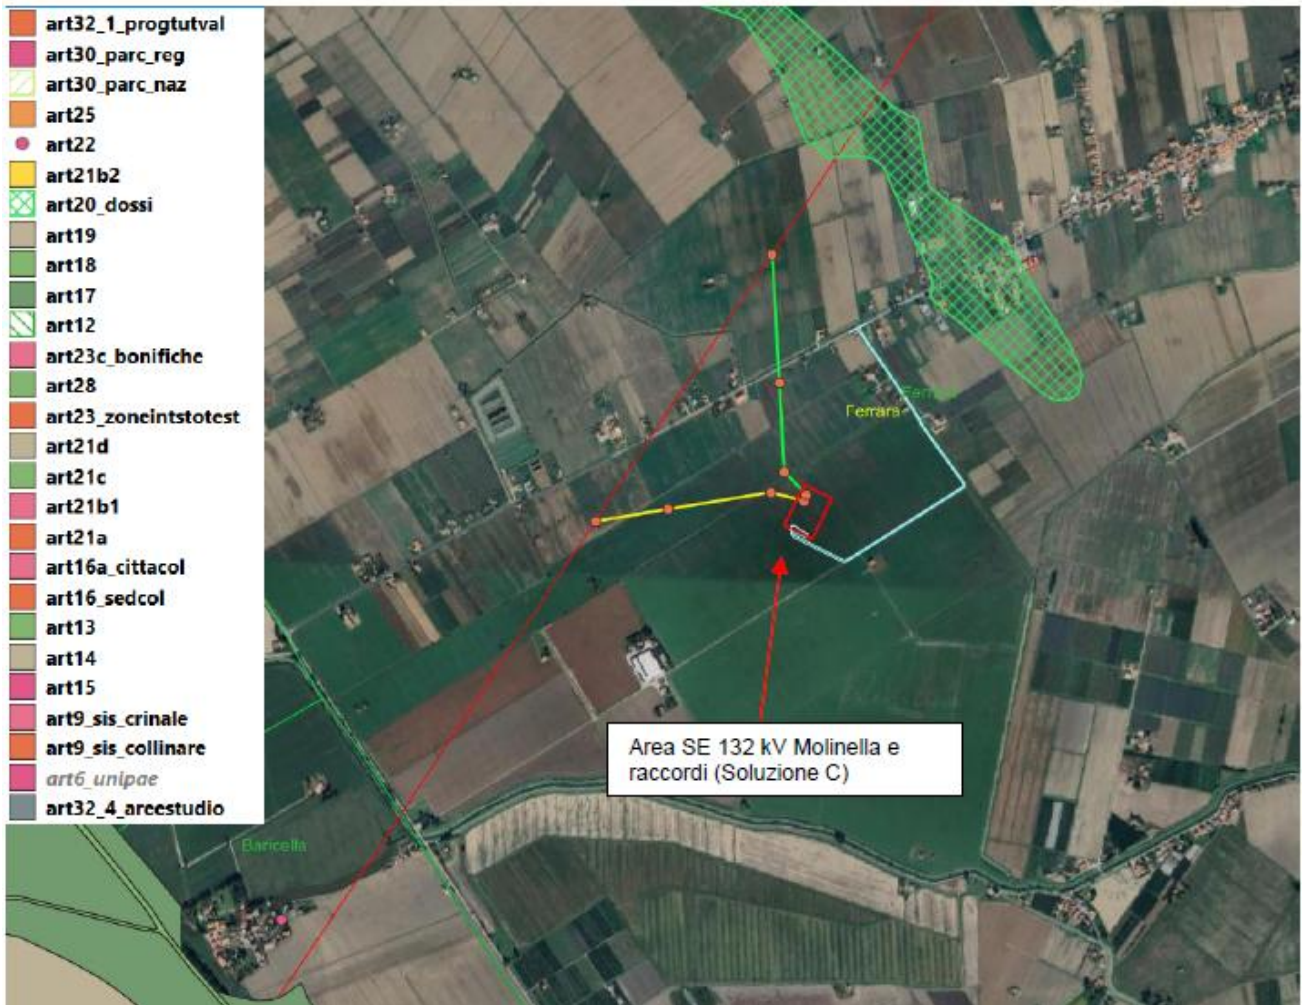 art32_1_progtutval
art30_parc_reg
art30_parc_naz
art25
art22
art21b2
art20_dossi
art19
art18
art17
art12
art23c_bonifiche
art28
art23_zoneintstotest
art21d
art21c
art21b1
art21a
art16a_cittacol
art16_sedcol
art13
art14
art15
art9_sis_crinale
art9_sis_collinare
art6_unipae
art32_4_areestudio
Ferrara
Ferrara
Area SE 132 kV Molinella e
raccordi (Soluzione C)
Baricella